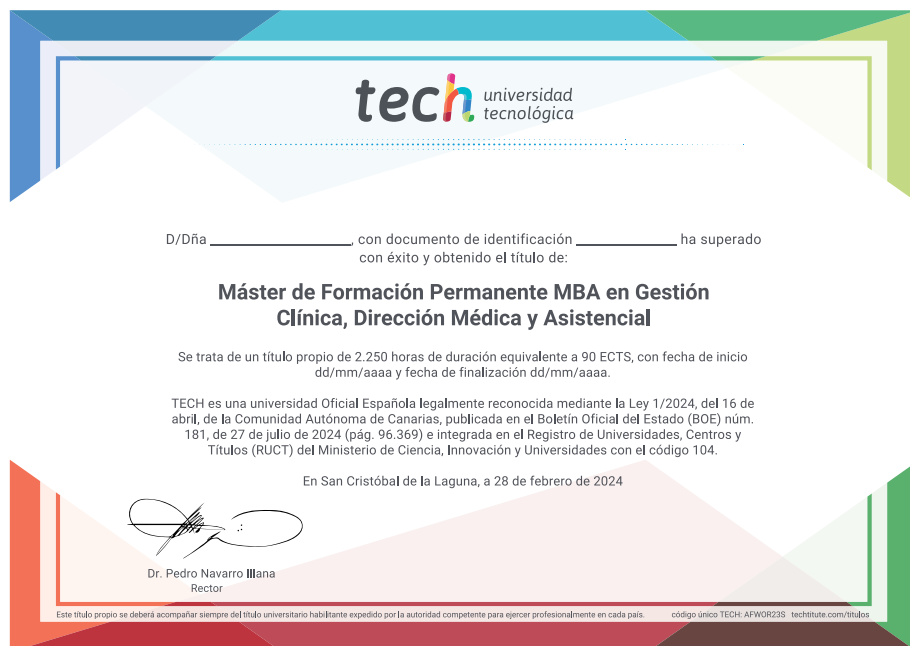 tech universidad
tecnológica
D/Dña ______________, con documento de identificación __________ ha superado
con éxito y obtenido el título de:
Máster de Formación Permanente MBA en Gestión
Clínica, Dirección Médica y Asistencial
Se trata de un título propio de 2.250 horas de duración equivalente a 90 ECTS, con fecha de inicio
dd/mm/aaaa y fecha de finalización dd/mm/aaaa.
TECH es una universidad Oficial Española legalmente reconocida mediante la Ley 1/2024, del 16 de
abril, de la Comunidad Autónoma de Canarias, publicada en el Boletín Oficial del Estado (BOE) núm.
181, de 27 de julio de 2024 (pág. 96.369) e integrada en el Registro de Universidades, Centros y
Títulos (RUCT) del Ministerio de Ciencia, Innovación y Universidades con el código 104.
En San Cristóbal de la Laguna, a 28 de febrero de 2024
Dr. Pedro Navarro Illana
Rector
Este título propio se deberá acompañar siempre del título universitario habilitante expedido por la autoridad competente para ejercer profesionalmente en cada país. código único TECH: AFWOR23S techtitute.com/titulos